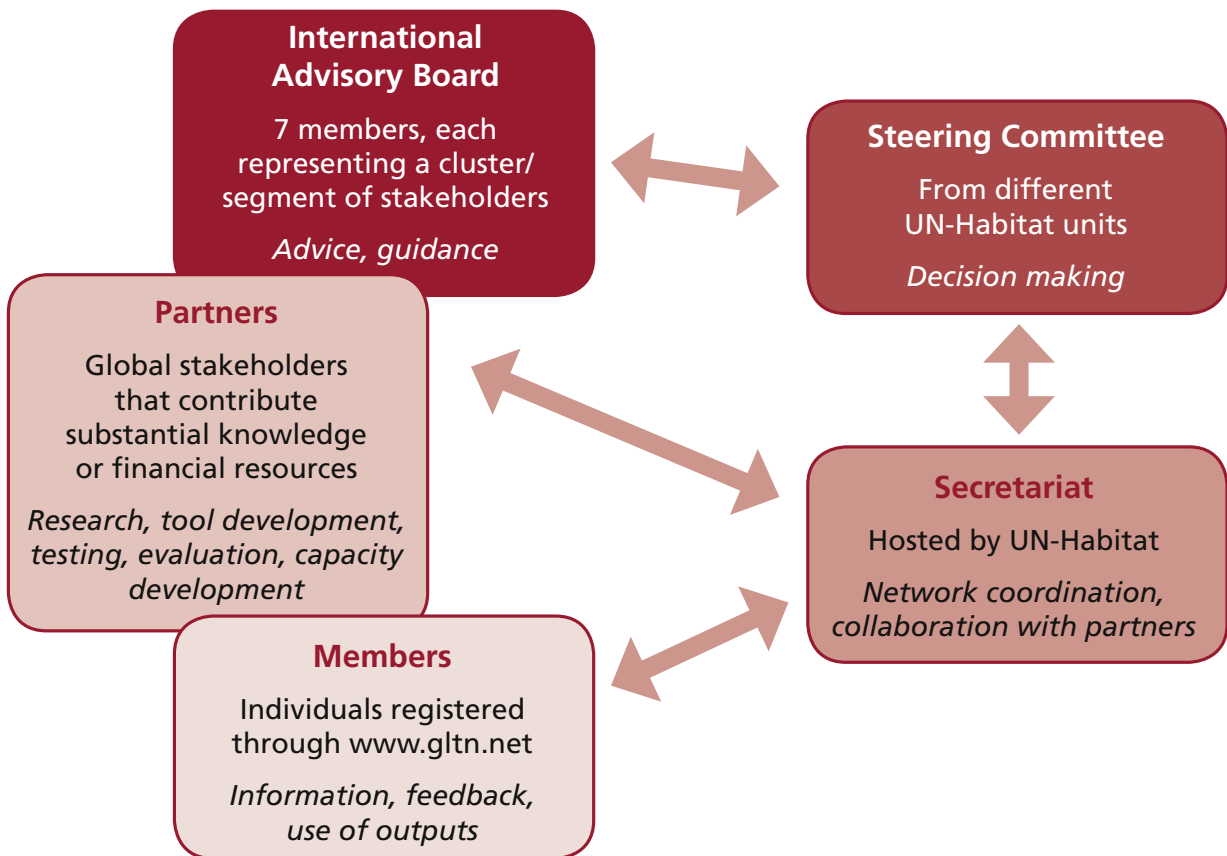 International
Advisory Board
7 members, each
representing a cluster/
segment of stakeholders
Advice, guidance
Steering Committee
From different
UN-Habitat units
Decision making
Partners
Global stakeholders
that contribute
substantial knowledge
or financial resources
Research, tool development,
testing, evaluation, capacity
development
Secretariat
Hosted by UN-Habitat
Network coordination,
collaboration with partners
Members
Individuals registered
through www.gltn.net
Information, feedback,
use of outputs